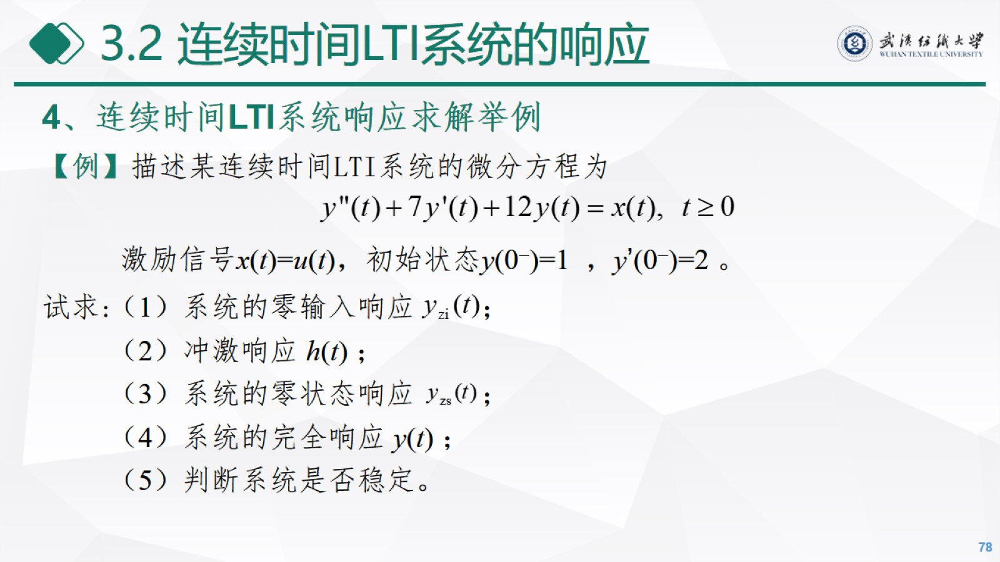 3.2 连续时间LTI系统的响应
武汉纺织大学
WUHAN TEXTILE UNIVERSITY
4、连续时间LTI系统响应求解举例
【例】描述某连续时间LTI系统的微分方程为
y"(t)+7y'(t)+12y(t)=x(t), t≥0
激励信号x(t)=u(t),初始状态y(0⁻)=1 ,y’(0⁻)=2 。
试求:(1)系统的零输入响应 y_zi(t);
(2)冲激响应 h(t) ;
(3)系统的零状态响应 y_zs(t) ;
(4)系统的完全响应 y(t) ;
(5)判断系统是否稳定。
78